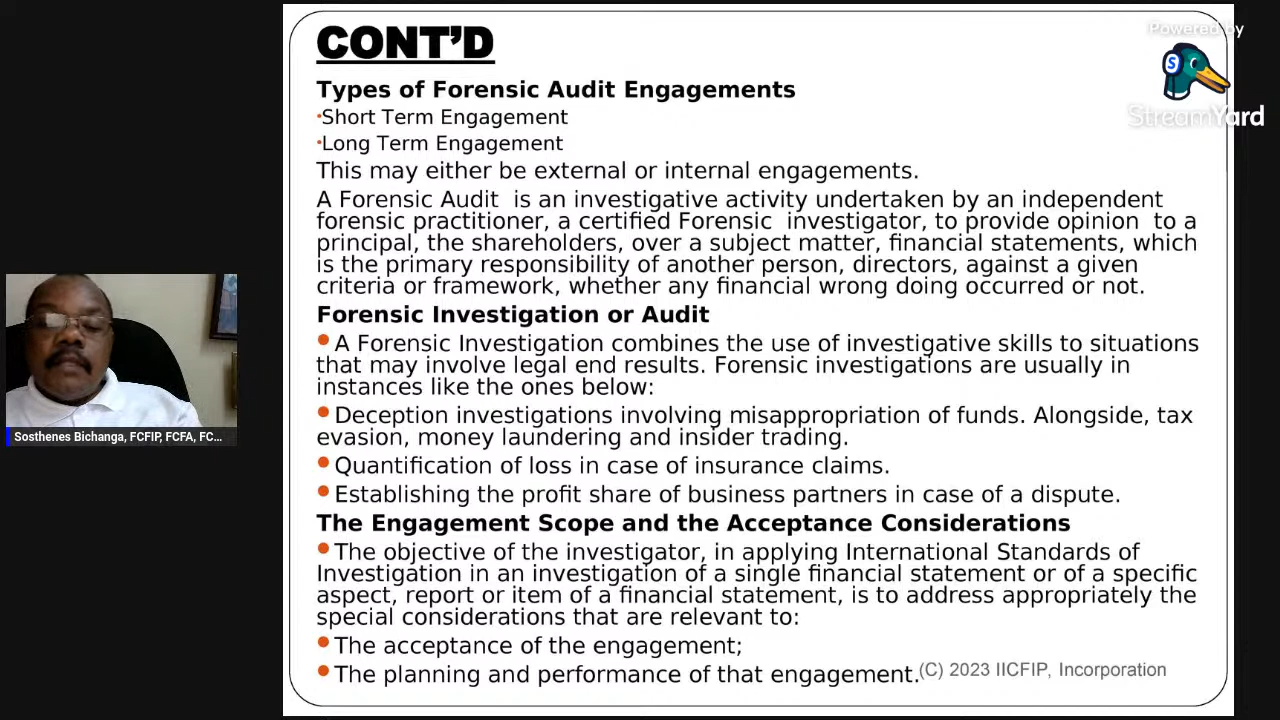 CONT’D
Types of Forensic Audit Engagements
•Short Term Engagement
•Long Term Engagement
This may either be external or internal engagements.
A Forensic Audit is an investigative activity undertaken by an independent
forensic practitioner, a certified Forensic investigator, to provide opinion to a
principal, the shareholders, over a subject matter, financial statements, which
is the primary responsibility of another person, directors, against a given
criteria or framework, whether any financial wrong doing occurred or not.
Forensic Investigation or Audit
•A Forensic Investigation combines the use of investigative skills to situations
that may involve legal end results. Forensic investigations are usually in
instances like the ones below:
•Deception investigations involving misappropriation of funds. Alongside, tax
evasion, money laundering and insider trading.
•Quantification of loss in case of insurance claims.
•Establishing the profit share of business partners in case of a dispute.
The Engagement Scope and the Acceptance Considerations
•The objective of the investigator, in applying International Standards of
Investigation in an investigation of a single financial statement or of a specific
aspect, report or item of a financial statement, is to address appropriately the
special considerations that are relevant to:
•The acceptance of the engagement;
•The planning and performance of that engagement.
(C) 2023 IICFIP, Incorporation
Powered by
S
StreamYard
Sosthenes Bichanga, FCFIP, FCFA, FC...